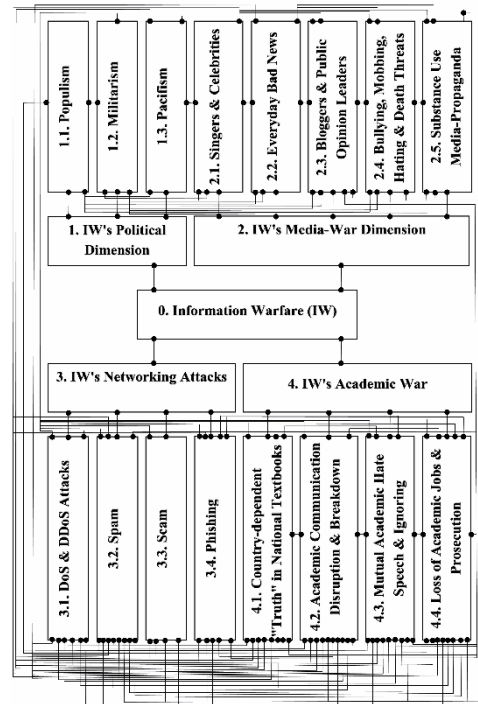 1.1. Populism
1.2. Militarism
1.3. Pacifism
2.1. Singers & Celebrities
2.2. Everyday Bad News
2.3. Bloggers & Public
Opinion Leaders
2.4. Bullying, Mobbing,
Hating & Death Threats
2.5. Substance Use
Media-Propaganda
1. IW's Political
Dimension
2. IW's Media-War Dimension
0. Information Warfare (IW)
3. IW's Networking Attacks
4. IW's Academic War
3.1. DoS & DDoS Attacks
3.2. Spam
3.3. Scam
3.4. Phishing
4.1. Country-dependent
"Truth" in National Textbooks
4.2. Academic Communication
Disruption & Breakdown
4.3. Mutual Academic Hate
Speech & Ignoring
4.4. Loss of Academic Jobs &
Prosecution